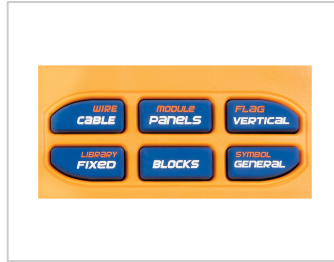 WIRE
CABLE
MODULE
PANELS
FLAG
VERTICAL
LIBRARY
FIXED
BLOCKS
SYMBOL
GENERAL